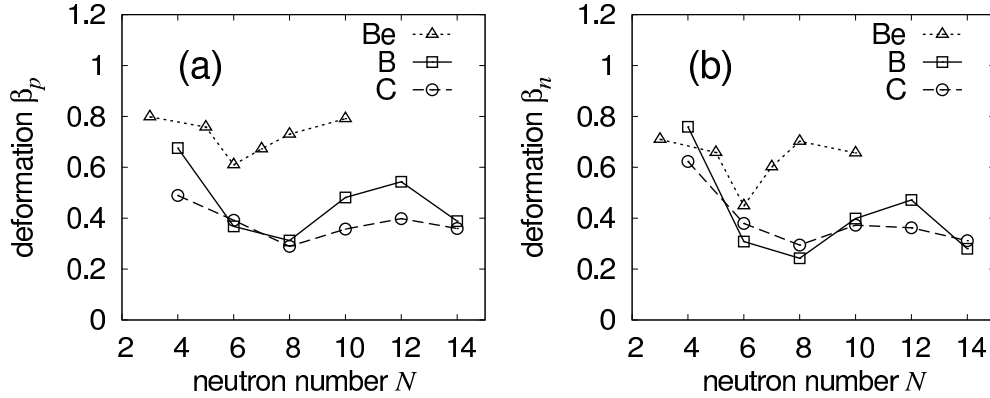 (a)
Be
B
C
deformation βp
1.2
1
0.8
0.6
0.4
0.2
0
2 4 6 8 10 12 14
neutron number N
(b)
Be
B
C
deformation βn
1.2
1
0.8
0.6
0.4
0.2
0
2 4 6 8 10 12 14
neutron number N